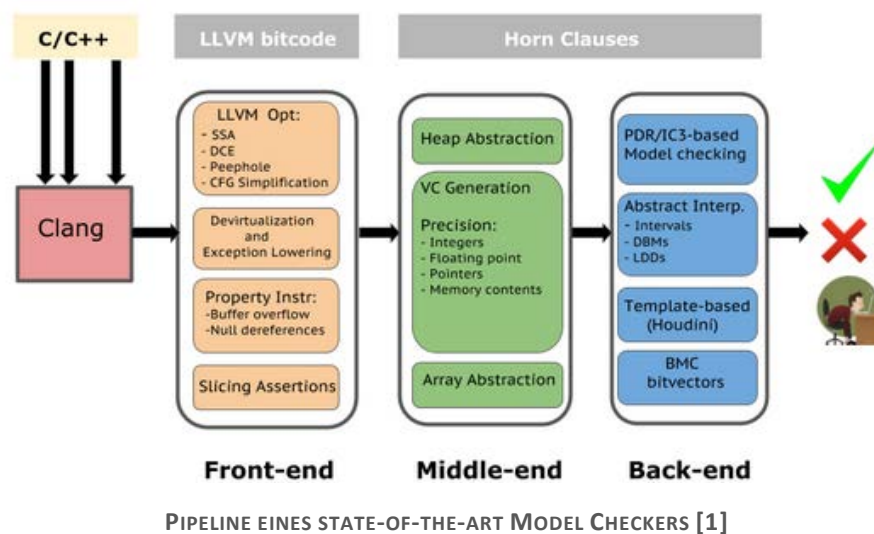 C/C++
LLVM bitcode
Horn Clauses
Clang
LLVM Opt:
- SSA
- DCE
- Peephole
- CFG Simplification
Devirtualization
and
Exception Lowering
Property Instr:
-Buffer overflow
-Null dereferences
Slicing Assertions
Front-end
Heap Abstraction
VC Generation
Precision:
- Integers
- Floating point
- Pointers
- Memory contents
Array Abstraction
Middle-end
PDR/IC3-based
Model checking
Abstract Interp.
- Intervals
- DBMs
- LDDs
Template-based
(Houdini)
BMC
bitvectors
Back-end
PIPELINE EINES STATE-OF-THE-ART MODEL CHECKERS [1]